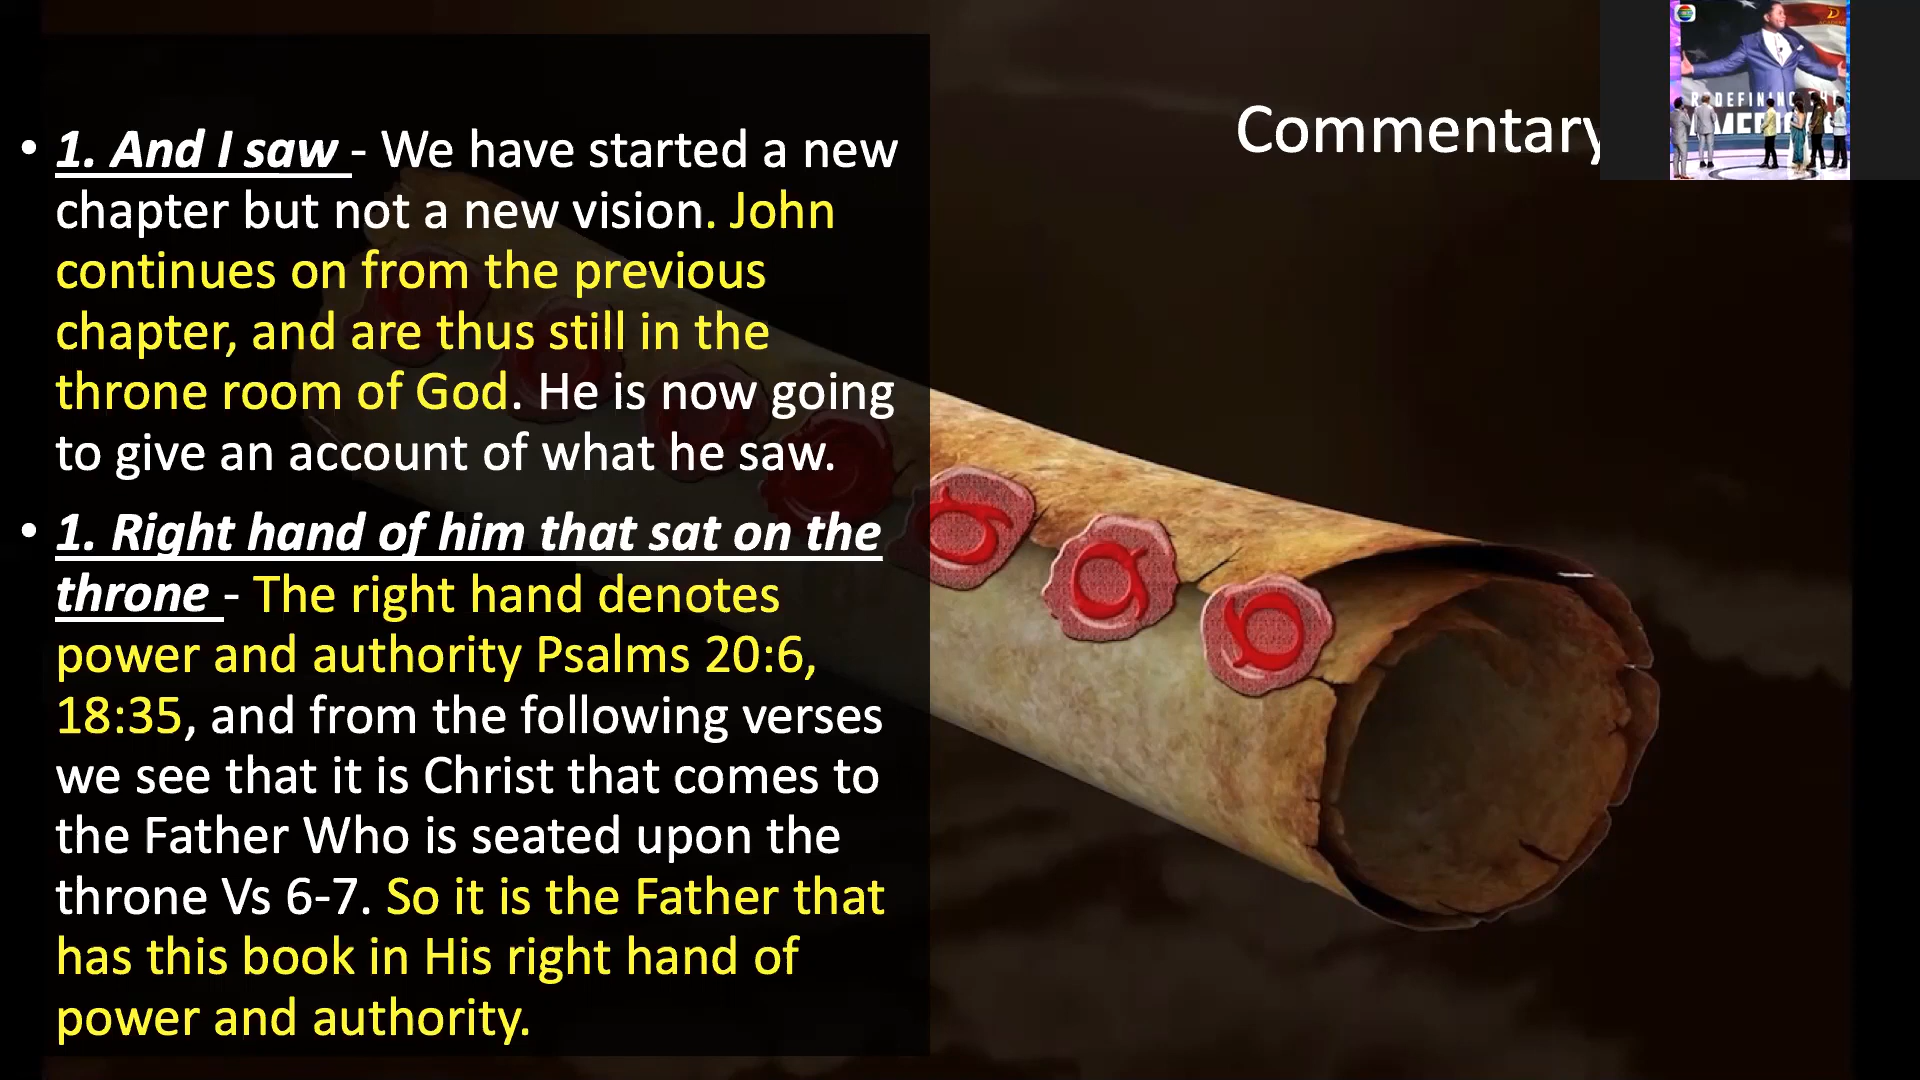 • 1. And I saw - We have started a new
chapter but not a new vision. John
continues on from the previous
chapter, and are thus still in the
throne room of God. He is now going
to give an account of what he saw.
• 1. Right hand of him that sat on the
throne - The right hand denotes
power and authority Psalms 20:6,
18:35, and from the following verses
we see that it is Christ that comes to
the Father Who is seated upon the
throne Vs 6-7. So it is the Father that
has this book in His right hand of
power and authority.
Commentary
REDEFINING THE